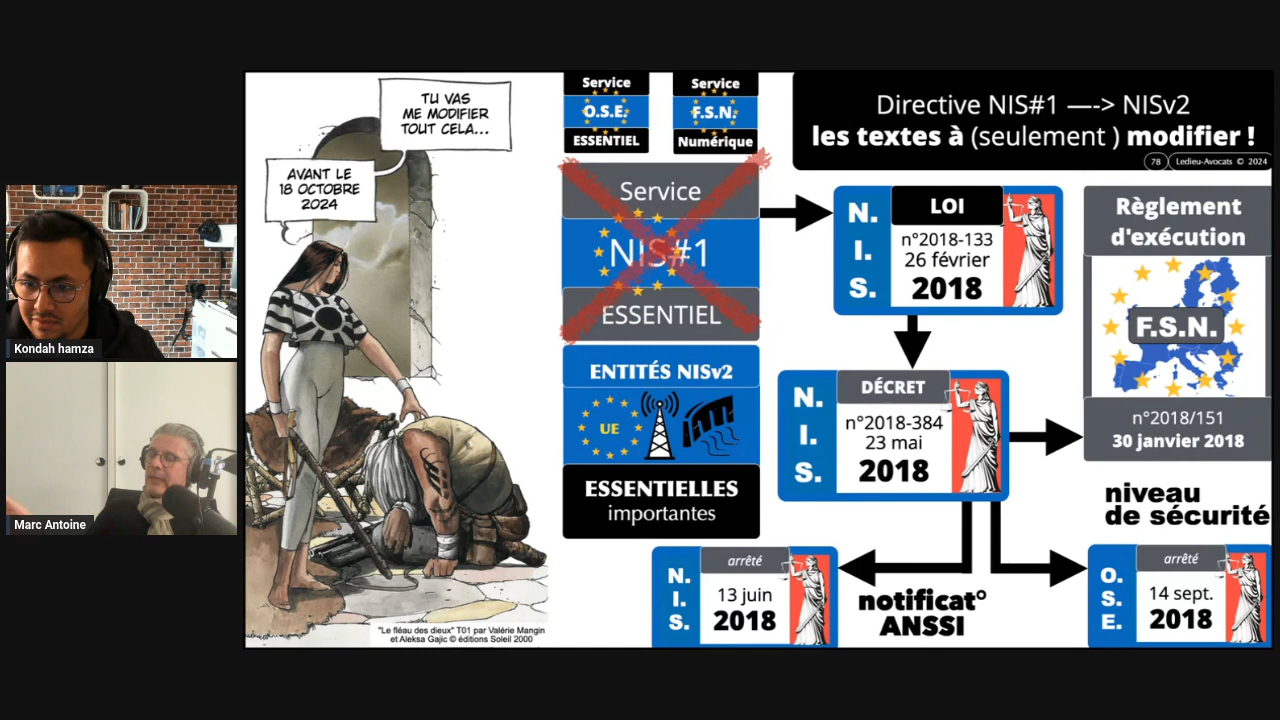 TU VAS
ME MODIFIER
TOUT CELA...
AVANT LE
18 OCTOBRE
2024
"Le fléau des dieux" T01 par Valérie Mangin
et Aleksa Gajic © éditions Soleil 2000
Kondah hamza
Marc Antoine
Service
O.S.E.
ESSENTIEL
Service
F.S.N.
Numérique
Directive NIS#1 —-> NISv2
les textes à (seulement ) modifier !
78
Ledieu-Avocats © 2024
Service
NIS#1
ESSENTIEL
ENTITÉS NISv2
UE
ESSENTIELLES
importantes
N.
I.
S.
LOI
n°2018-133
26 février
2018
Règlement
d'exécution
F.S.N.
n°2018/151
30 janvier 2018
N.
I.
S.
DÉCRET
n°2018-384
23 mai
2018
niveau
de sécurité
N.
I.
S.
arrêté
13 juin
2018
notificat°
ANSSI
O.
S.
E.
arrêté
14 sept.
2018